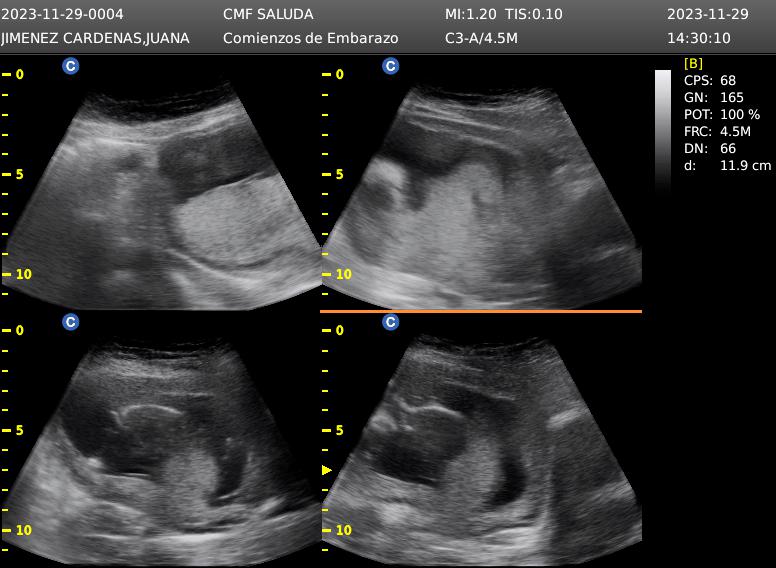 2023-11-29-0004 CMF SALUDA MI:1.20 TIS:0.10 2023-11-29
JIMENEZ CARDENAS,JUANA Comienzos de Embarazo C3-A/4.5M 14:30:10
C C
[B]
CPS: 68
GN: 165
POT: 100 %
FRC: 4.5M
DN: 66
d: 11.9 cm
0 0
5 5
10 10
C C
0 0
5 5
10 10